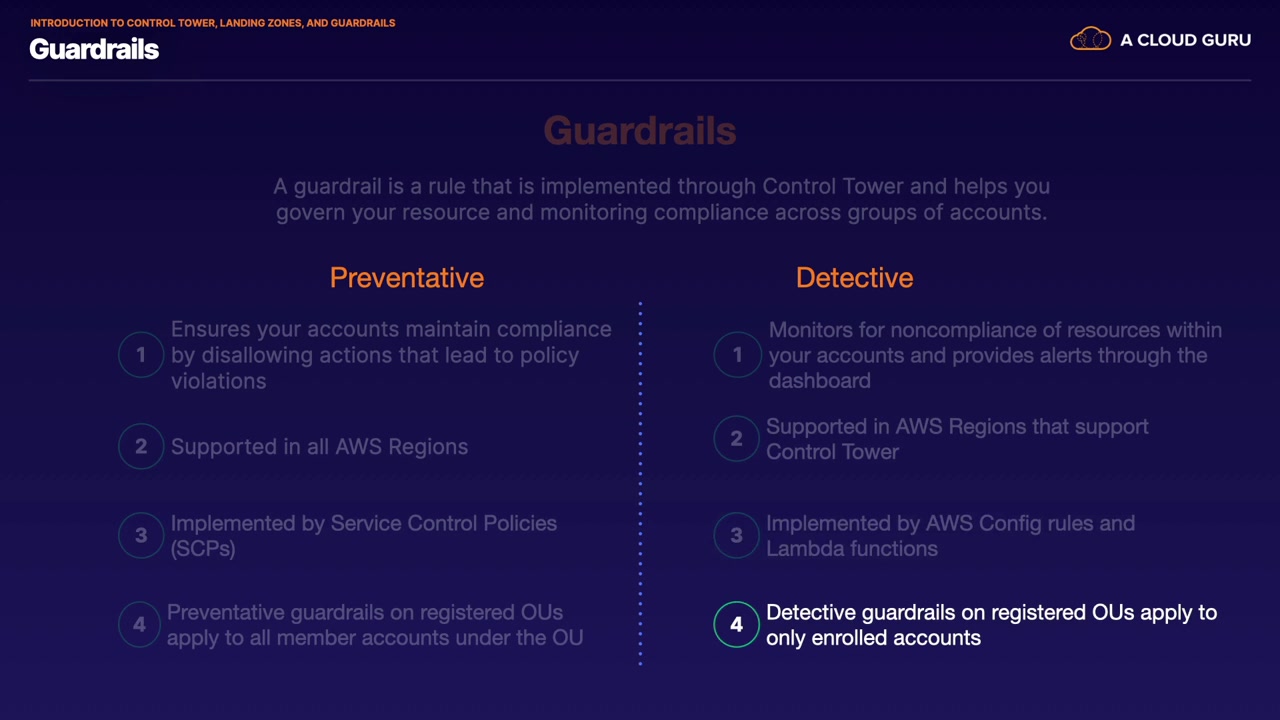 INTRODUCTION TO CONTROL TOWER, LANDING ZONES, AND GUARDRAILS
Guardrails
A CLOUD GURU
Guardrails
A guardrail is a rule that is implemented through Control Tower and helps you
govern your resource and monitoring compliance across groups of accounts.
Preventative
1
Ensures your accounts maintain compliance
by disallowing actions that lead to policy
violations
2
Supported in all AWS Regions
3
Implemented by Service Control Policies
(SCPs)
4
Preventative guardrails on registered OUs
apply to all member accounts under the OU
Detective
1
Monitors for noncompliance of resources within
your accounts and provides alerts through the
dashboard
2
Supported in AWS Regions that support
Control Tower
3
Implemented by AWS Config rules and
Lambda functions
4
Detective guardrails on registered OUs apply to
only enrolled accounts